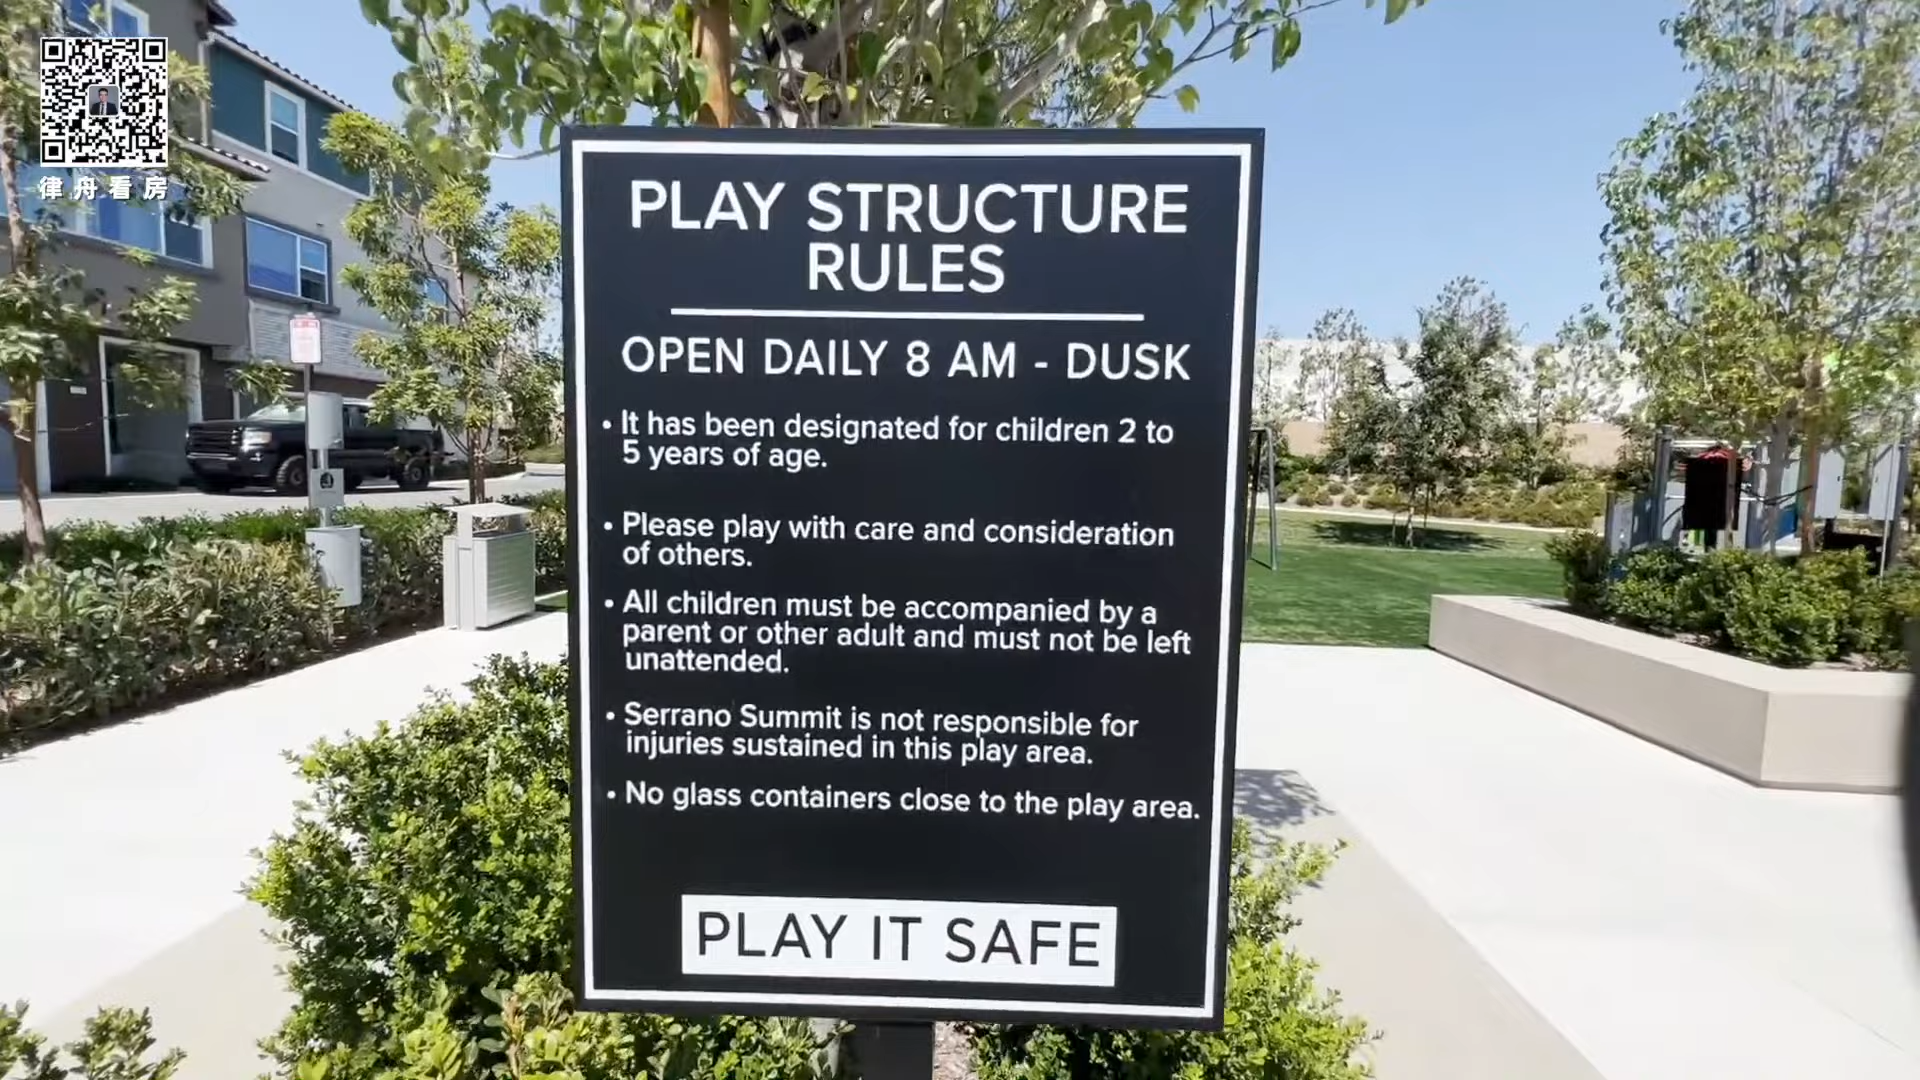 律舟看房
PLAY STRUCTURE
RULES
OPEN DAILY 8 AM - DUSK
• It has been designated for children 2 to
5 years of age.
• Please play with care and consideration
of others.
• All children must be accompanied by a
parent or other adult and must not be left
unattended.
• Serrano Summit is not responsible for
injuries sustained in this play area.
• No glass containers close to the play area.
PLAY IT SAFE